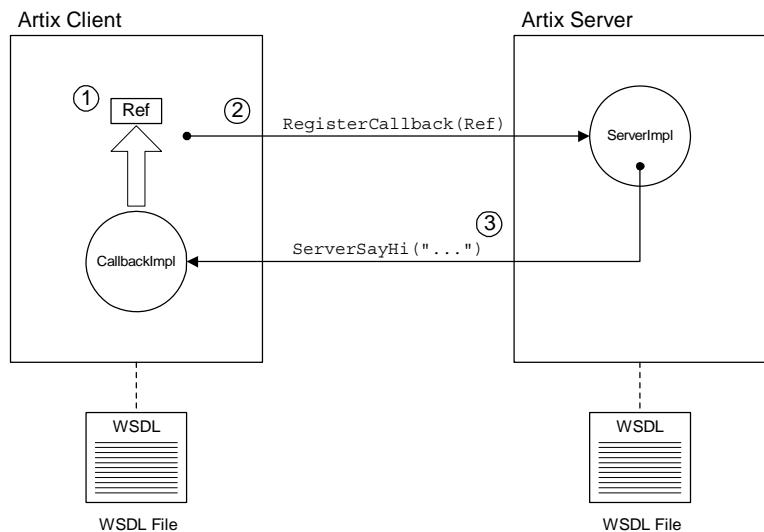 Artix Client
Artix Server
1
Ref
2
RegisterCallback(Ref)
ServerImpl
3
CallbackImpl
ServerSayHi("...")
WSDL
WSDL
WSDL File
WSDL File